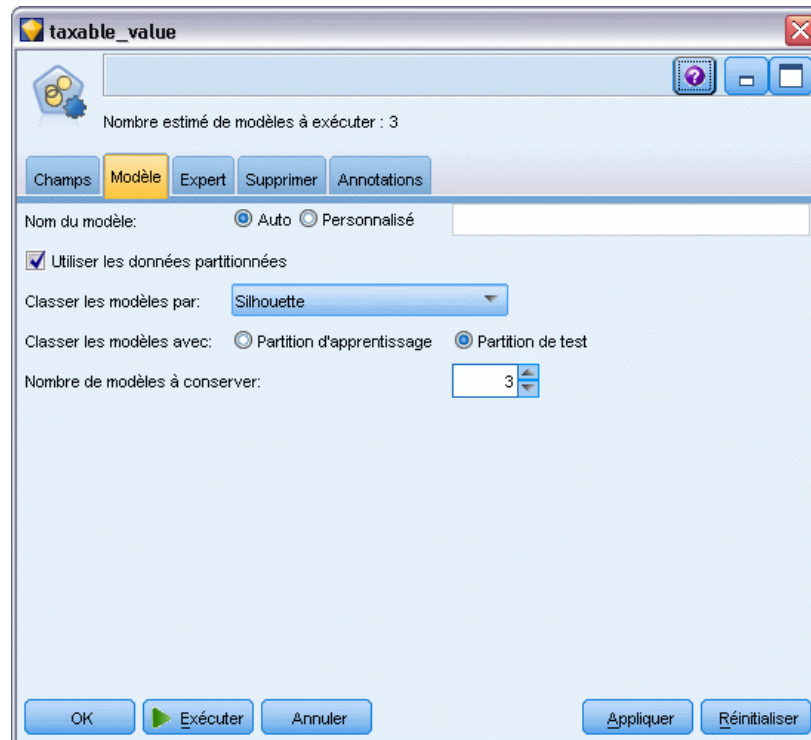 taxable_value
Nombre estimé de modèles à exécuter : 3
Champs Modèle Expert Supprimer Annotations
Nom du modèle: Auto Personnalisé
Utiliser les données partitionnées
Classer les modèles par: Silhouette
Classer les modèles avec: Partition d'apprentissage Partition de test
Nombre de modèles à conserver: 3
OK Exécuter Annuler Appliquer Réinitialiser